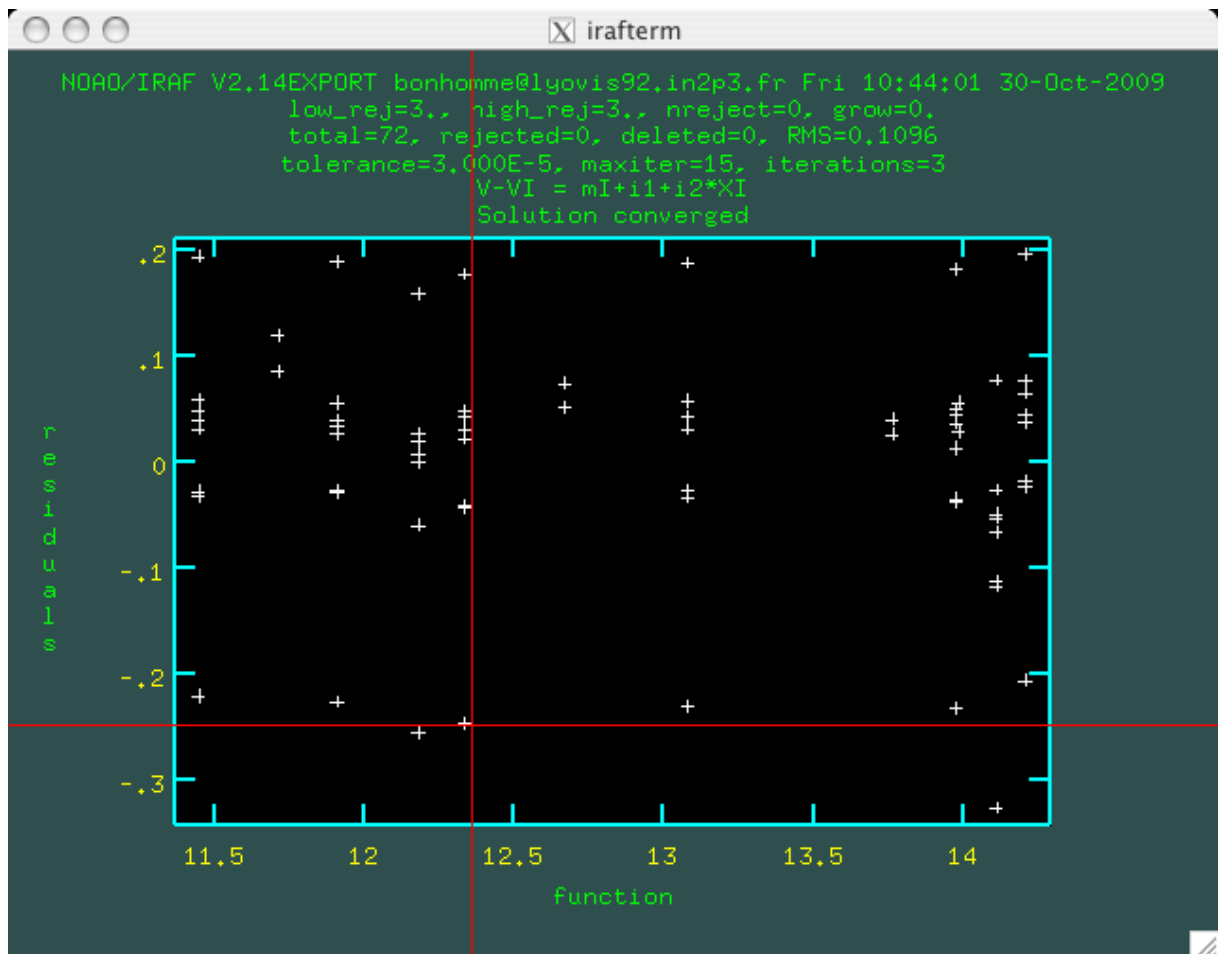 irafterm
NOAO/IRAF V2.14EXPORT bonhomme@lyovis92.in2p3.fr Fri 10:44:01 30-Oct-2009
low_rej=3., high_rej=3., nreject=0, grow=0.
total=72, rejected=0, deleted=0, RMS=0.1096
tolerance=3.000E-5, maxiter=15, iterations=3
V-VI = mI+i1+i2*XI
Solution converged
.2
.1
0
-.1
-.2
-.3
residuals
11.5 12 12.5 13 13.5 14
function